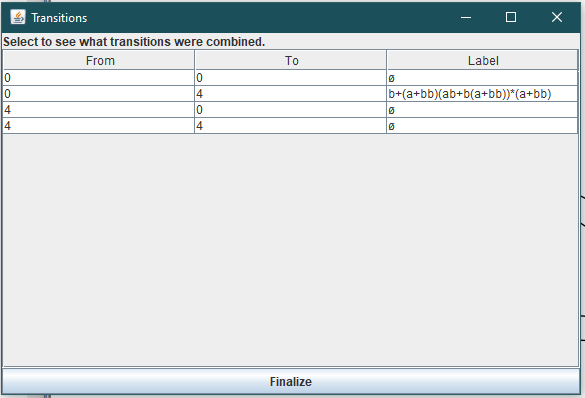 Transitions
Select to see what transitions were combined.
From To Label
0 0 ø
0 4 b+(a+bb)(ab+b(a+bb))*(a+bb)
4 0 ø
4 4 ø
Finalize